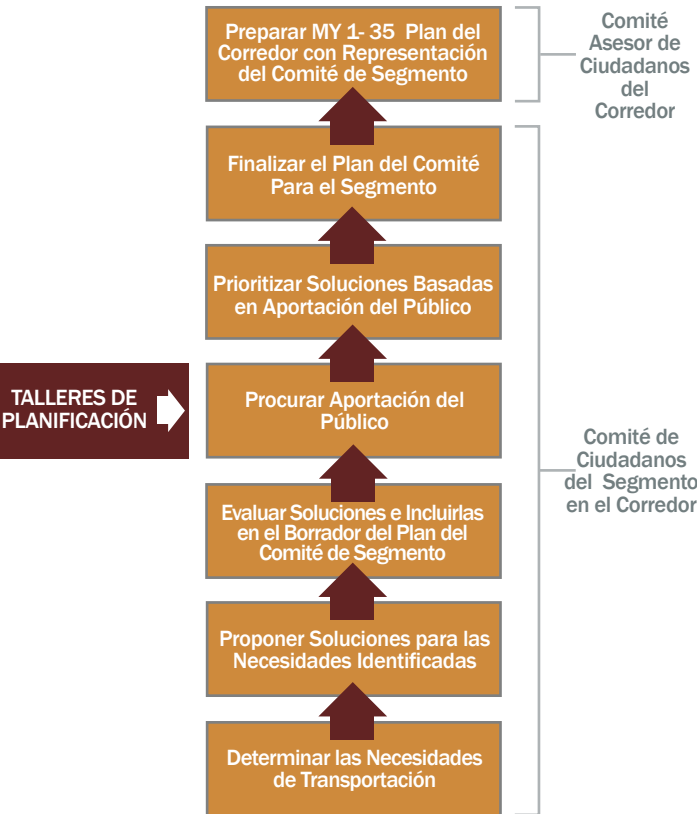 Preparar MY 1- 35 Plan del
Corredor con Representación
del Comité de Segmento
Comité
Asesor de
Ciudadanos
del
Corredor
Finalizar el Plan del Comité
Para el Segmento
Prioritizar Soluciones Basadas
en Aportación del Público
TALLERES DE
PLANIFICACIÓN
Procurar Aportación del
Público
Comité de
Ciudadanos
del Segmento
en el Corredor
Evaluar Soluciones e Incluirlas
en el Borrador del Plan del
Comité de Segmento
Proponer Soluciones para las
Necesidades Identificadas
Determinar las Necesidades
de Transportación